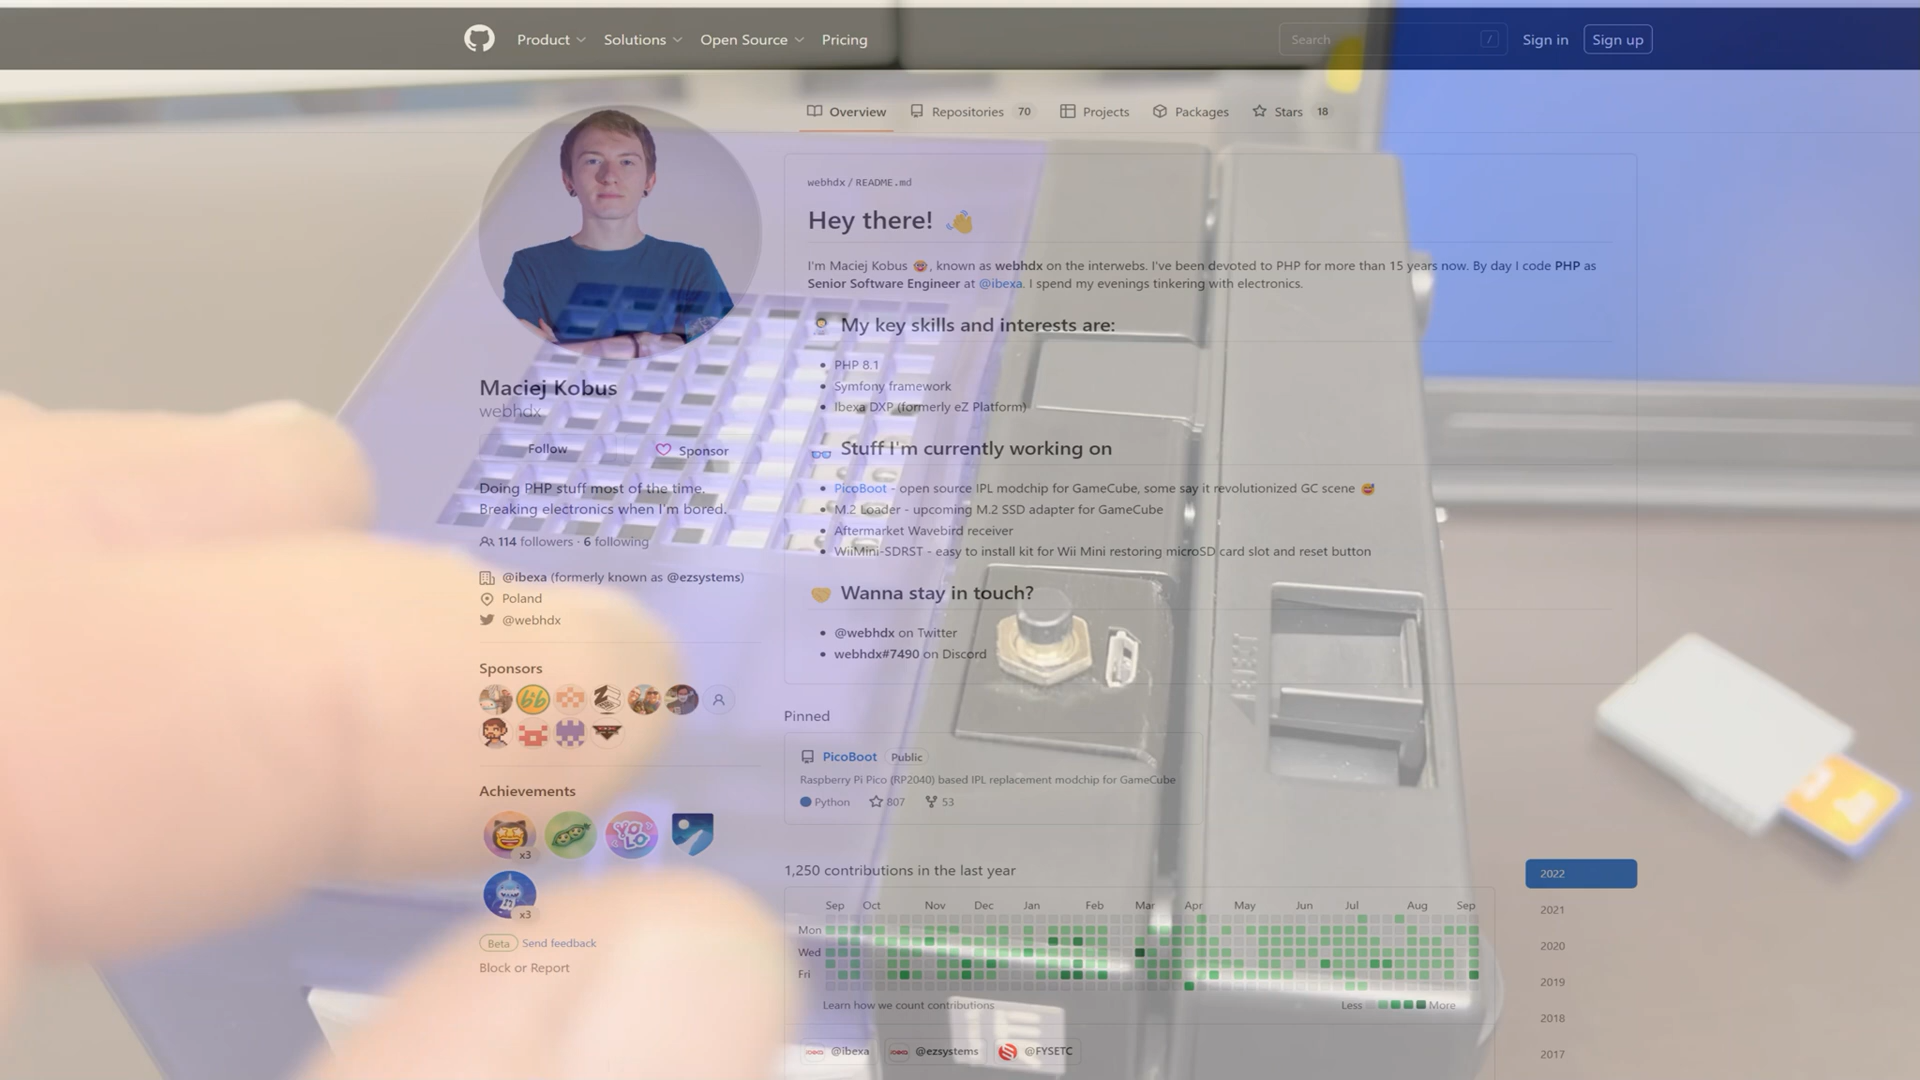 Product Solutions Open Source Pricing
Search /
Sign in Sign up
Overview Repositories 70 Projects Packages Stars 18
webhdx / README.md
Hey there! 👋
I'm Maciej Kobus , known as webhdx on the interwebs. I've been devoted to PHP for more than 15 years now. By day I code PHP as
Senior Software Engineer at @ibexa. I spend my evenings tinkering with electronics.
My key skills and interests are:
• PHP 8.1
• Symfony framework
• Ibexa DXP (formerly eZ Platform)
Stuff I'm currently working on
• PicoBoot - open source IPL modchip for GameCube, some say it revolutionized GC scene 😅
• M.2 Loader - upcoming M.2 SSD adapter for GameCube
• Aftermarket Wavebird receiver
• WiiMini-SDRST - easy to install kit for Wii Mini restoring microSD card slot and reset button
Wanna stay in touch?
• @webhdx on Twitter
• webhdx#7490 on Discord
Maciej Kobus
webhdx
Follow Sponsor
Doing PHP stuff most of the time.
Breaking electronics when I'm bored.
114 followers · 6 following
@ibexa (formerly known as @ezsystems)
Poland
@webhdx
Sponsors
Achievements
x3
YOLO
x3
Beta Send feedback
Block or Report
Pinned
PicoBoot Public
Raspberry Pi Pico (RP2040) based IPL replacement modchip for GameCube
Python 807 53
1,250 contributions in the last year
Sep Oct Nov Dec Jan Feb Mar Apr May Jun Jul Aug Sep
Mon
Wed
Fri
Learn how we count contributions
Less More
@ibexa @ezsystems @FYSETC
2022
2021
2020
2019
2018
2017